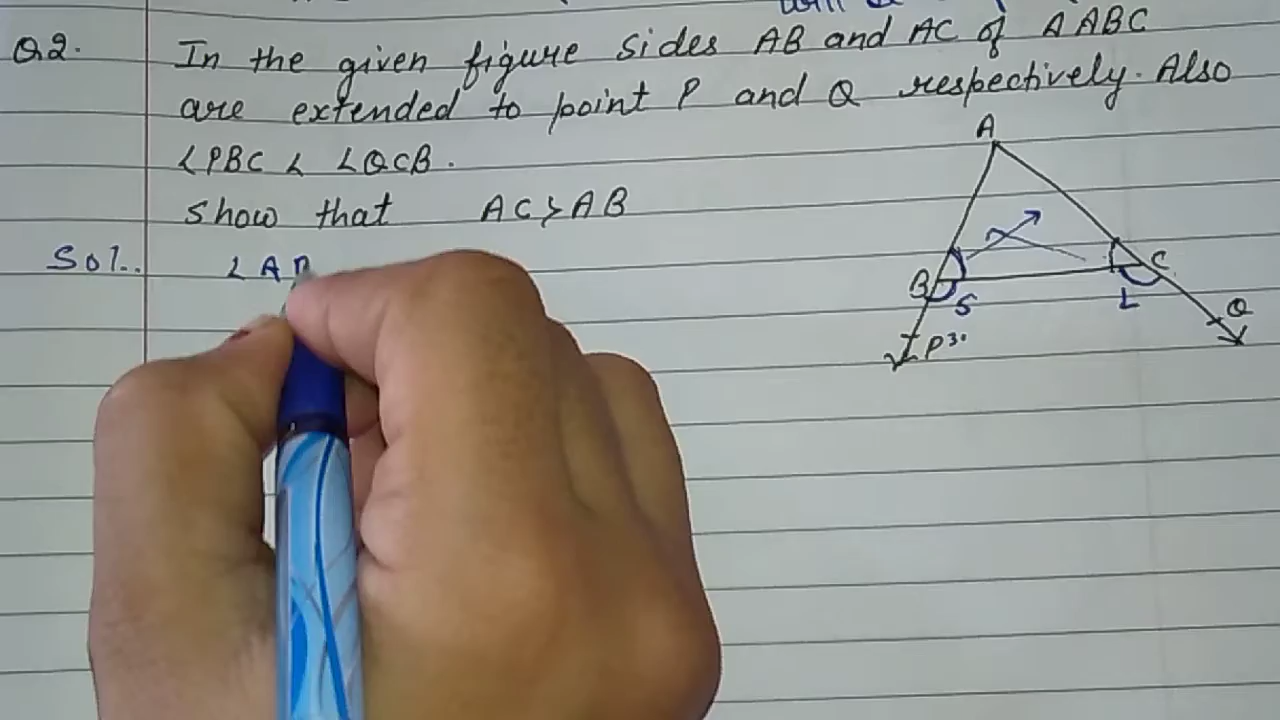 Q2. In the given figure sides AB and AC of ΔABC
are extended to point P and Q respectively. Also
∠PBC < ∠QCB.
show that AC > AB
Sol.. ∠AB
A
B
C
S
L
Q
P